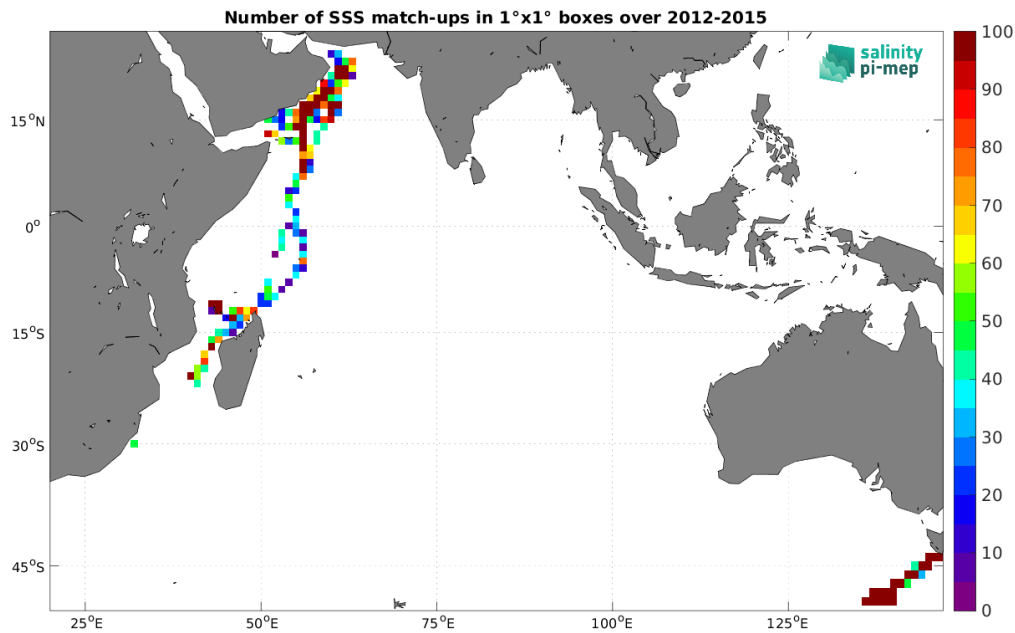 Number of SSS match-ups in 1°x1° boxes over 2012-2015
salinity
pi-mep
15°N
0°
15°S
30°S
45°S
25°E
50°E
75°E
100°E
125°E
100
90
80
70
60
50
40
30
20
10
0